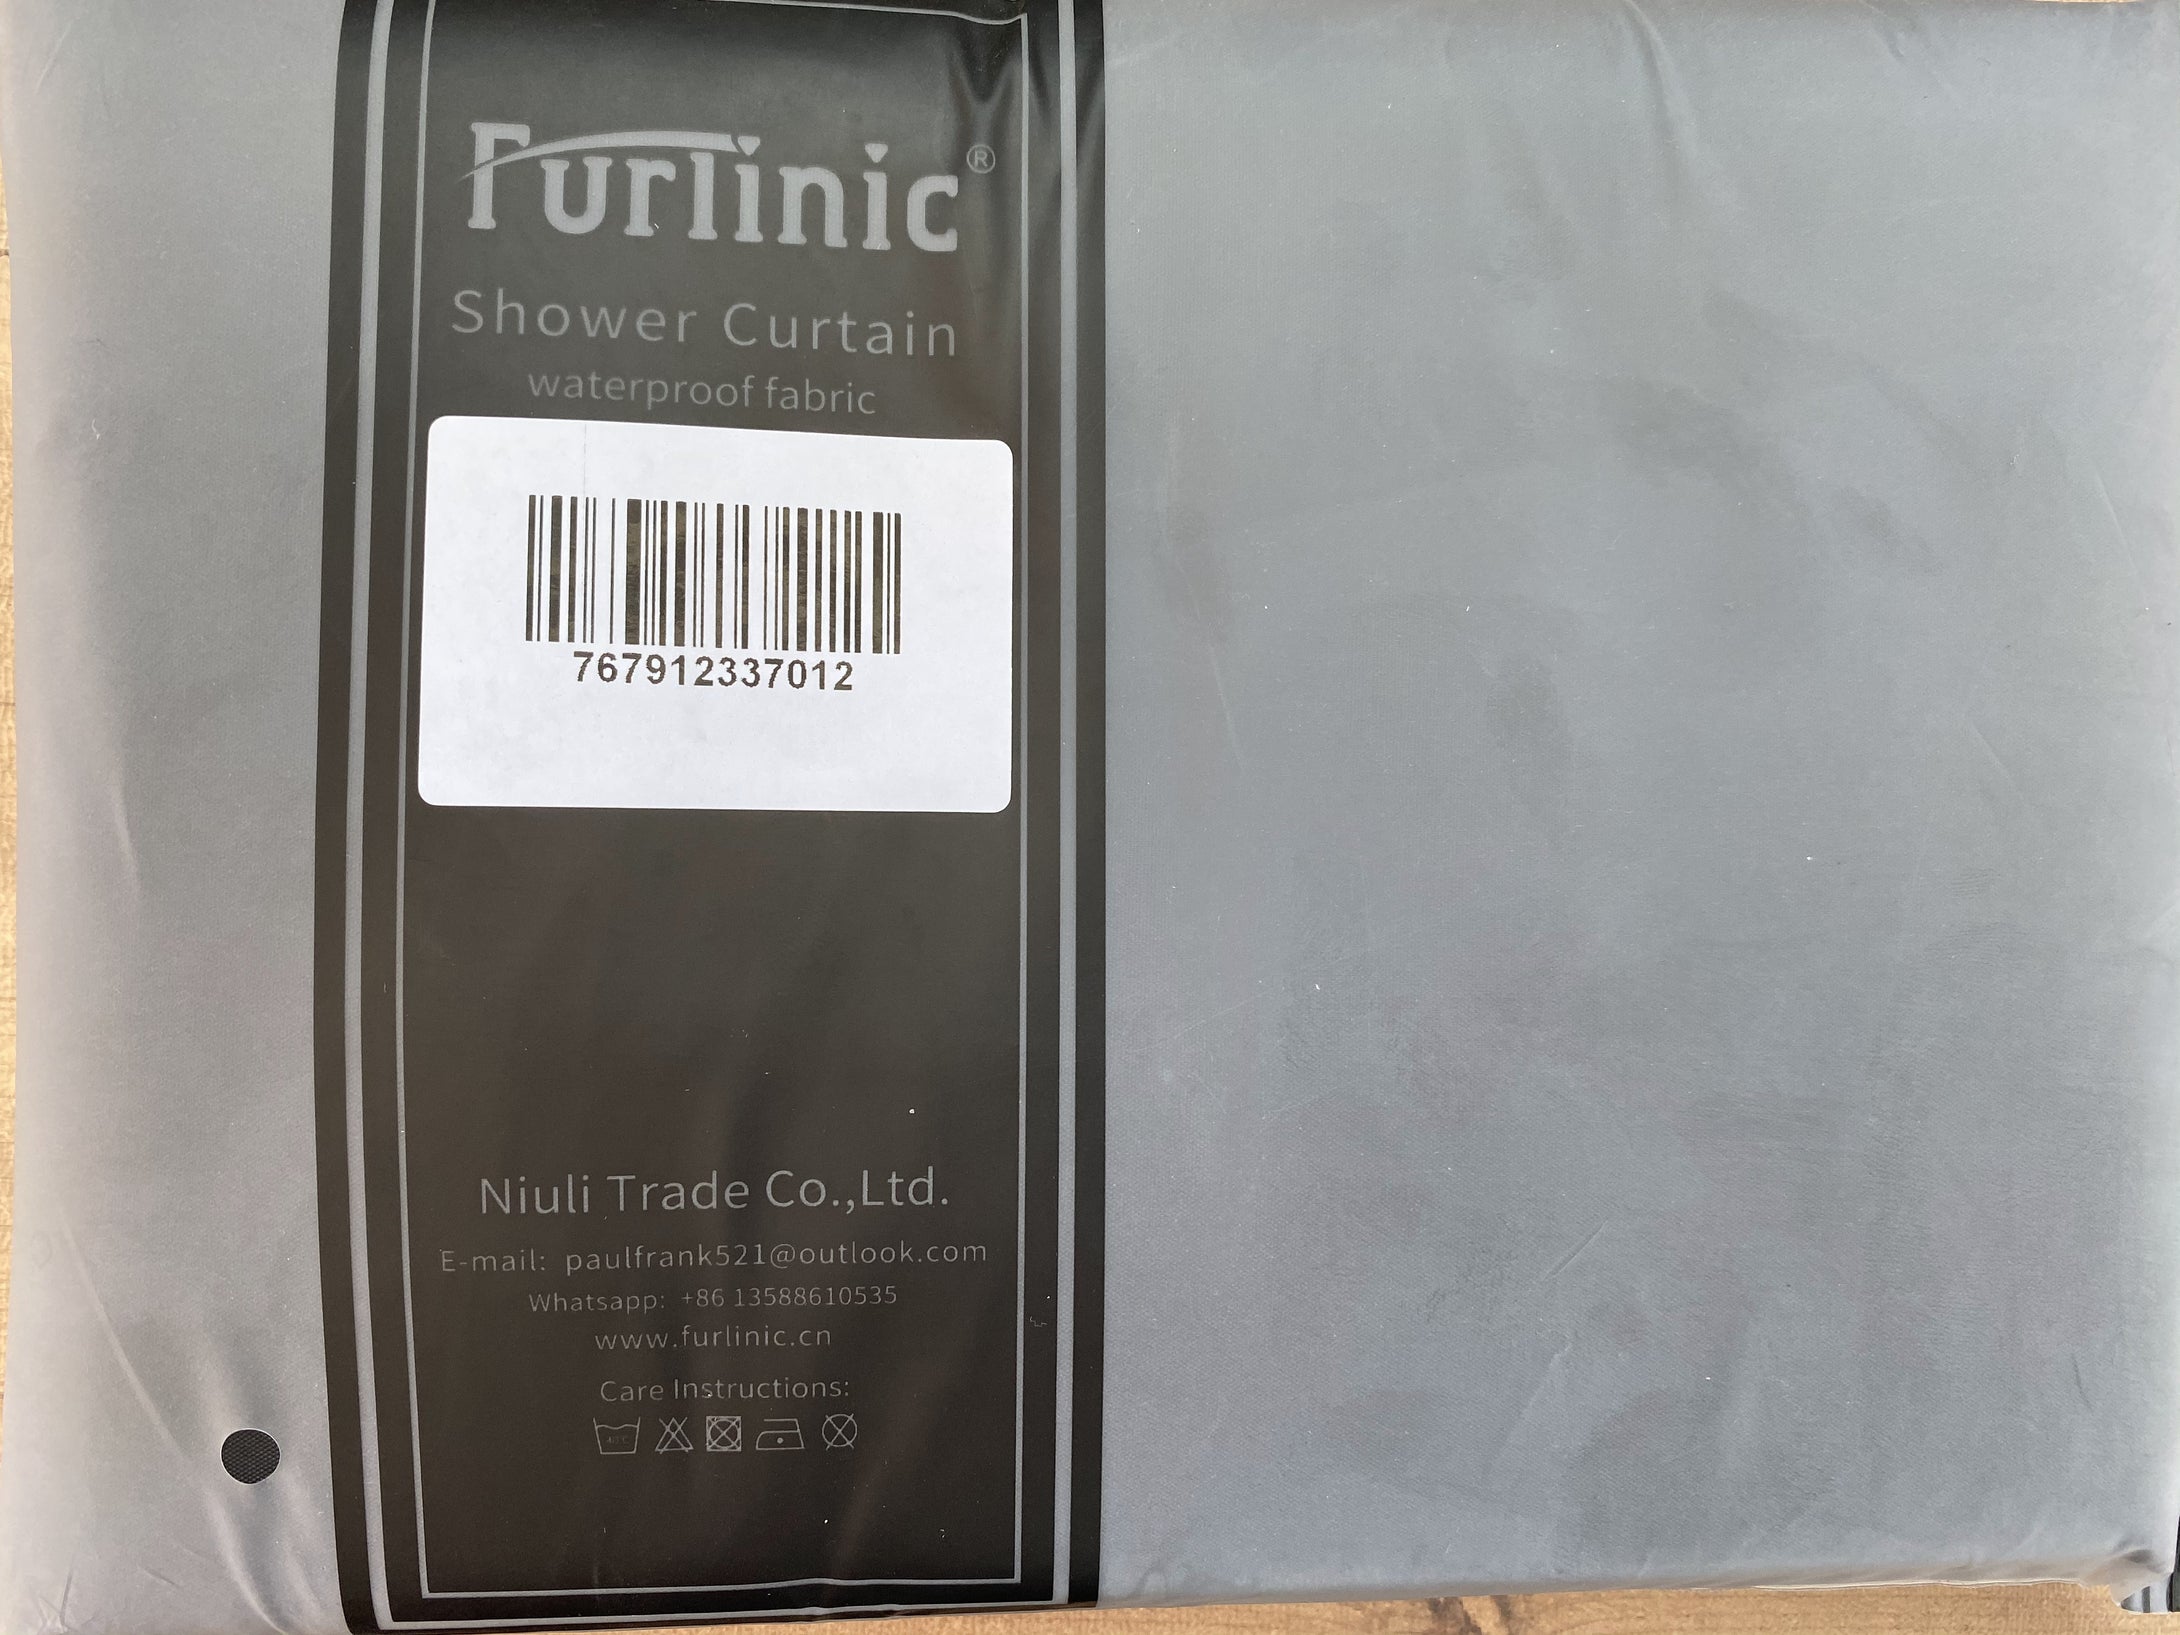 Furlinic®
Shower Curtain
waterproof fabric
767912337012
Niuli Trade Co.,Ltd.
E-mail: paulfrank521@outlook.com
Whatsapp: +86 13588610535
www.furlinic.cn
Care Instructions:
40°C